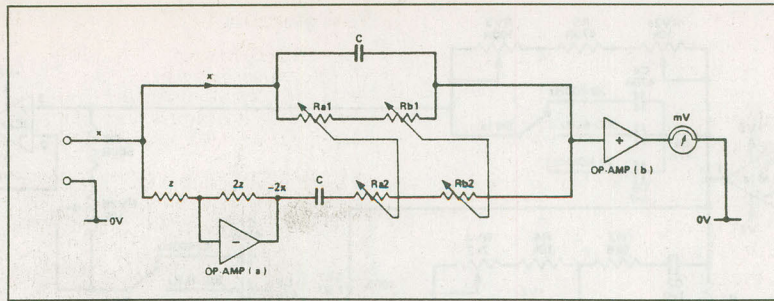 C
x
Ra1
Rb1
mV
x
+
OP-AMP (b)
z
2z
-2x
C
Ra2
Rb2
0V
0V
-
OP-AMP (a)